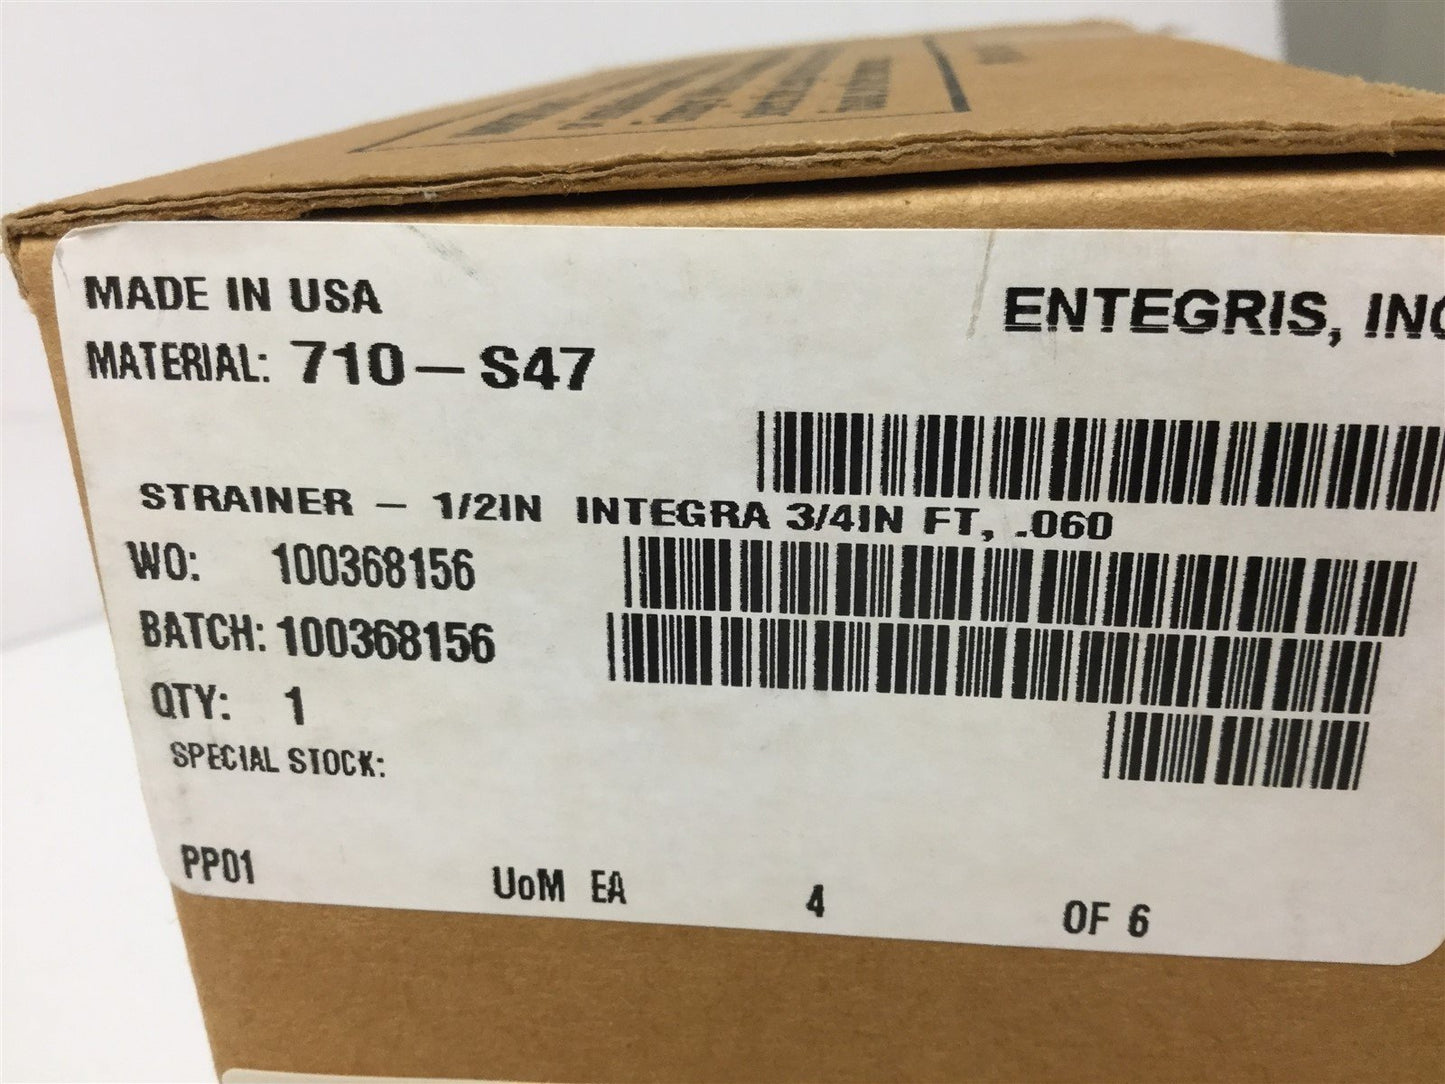 MADE IN USA
ENTEGRIS, INC
MATERIAL: 710-S47
STRAINER - 1/2IN INTEGRA 3/4IN FT, .060
WO: 100368156
BATCH: 100368156
QTY: 1
SPECIAL STOCK:
PP01 UoM EA 4 OF 6